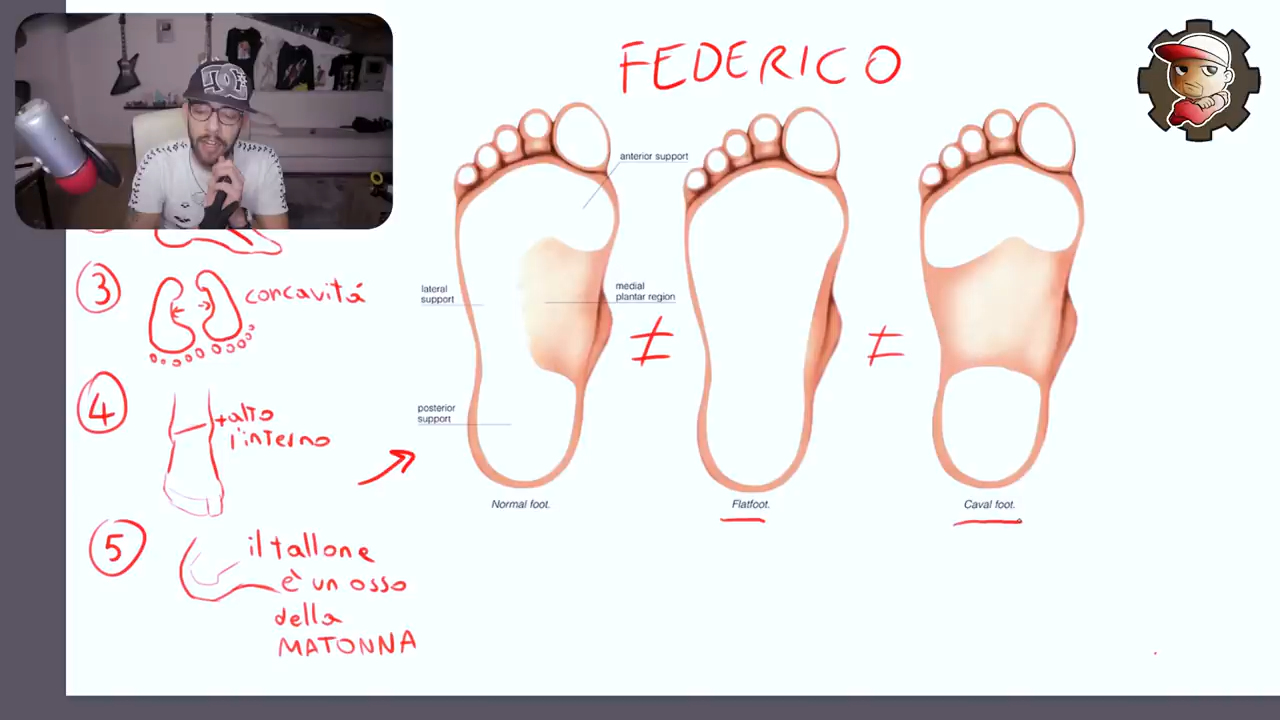 FEDERICO
anterior support
3
concavitá
lateral
support
medial
plantar region
≠
≠
4
+alto
l'interno
posterior
support
Normal foot.
Flatfoot.
Caval foot.
5
il tallone
è un osso
della
MATONNA